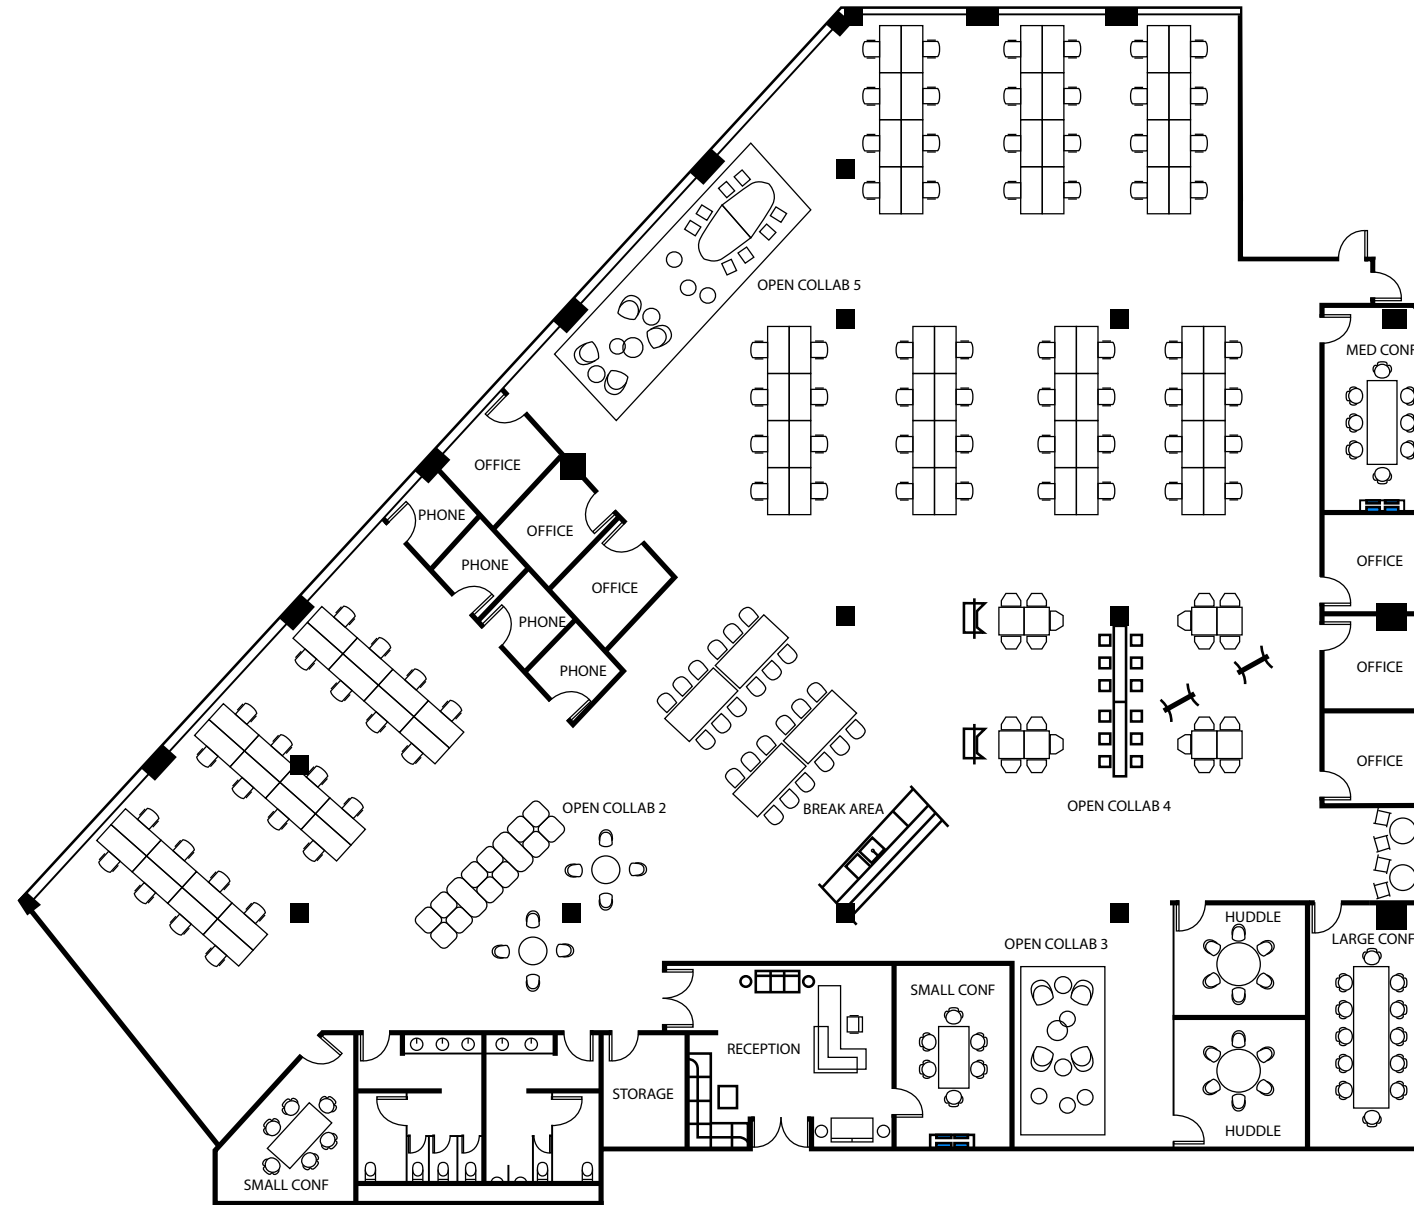 OPEN COLLAB 5
MED CONF
OFFICE
PHONE
OFFICE
PHONE
OFFICE
OFFICE
PHONE
OFFICE
PHONE
OFFICE
OPEN COLLAB 2
BREAK AREA
OPEN COLLAB 4
HUDDLE
OPEN COLLAB 3
LARGE CONF
SMALL CONF
RECEPTION
STORAGE
HUDDLE
SMALL CONF